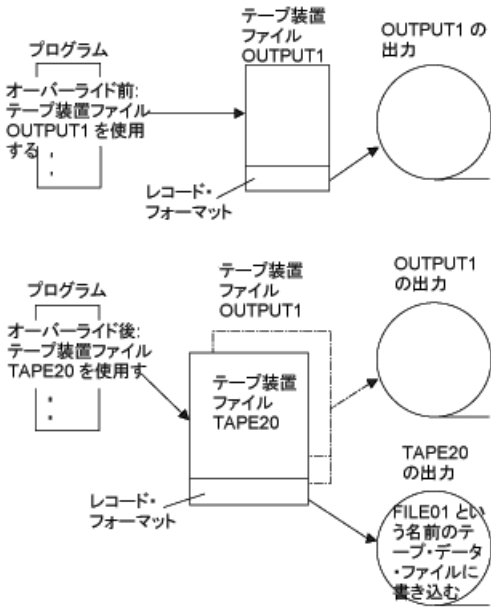 プログラム
オーバーライド前:
テープ装置ファイル
OUTPUT1 を使用
する
テープ装置
ファイル
OUTPUT1
OUTPUT1 の
出力
レコード・
フォーマット
プログラム
オーバーライド後:
テープ装置ファイル
TAPE20 を使用す
テープ装置
ファイル
OUTPUT1
テープ装置
ファイル
TAPE20
レコード・
フォーマット
OUTPUT1
の出力
TAPE20
の出力
FILE01 とい
う名前のテ
ープ・データ
・ファイルに
書き込む